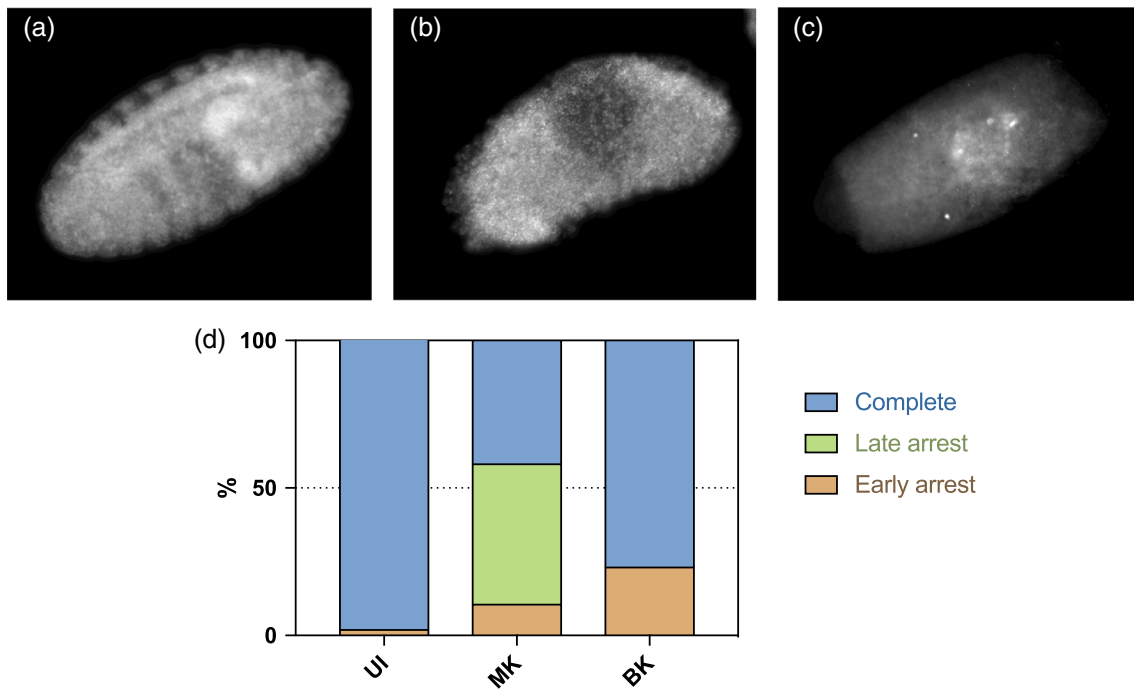 (a)
(b)
(c)
(d)
100
50
0
%
UI
MK
BK
Complete
Late arrest
Early arrest